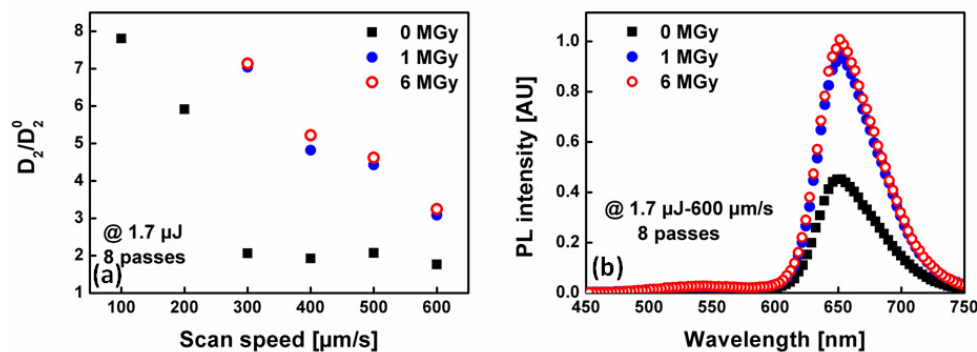 8
7
6
5
4
3
2
1
D₂/D₂⁰
0 MGy
1 MGy
6 MGy
@ 1.7 µJ
8 passes
(a)
100 200 300 400 500 600
Scan speed [µm/s]
1.0
0.8
0.6
0.4
0.2
0.0
PL intensity [AU]
0 MGy
1 MGy
6 MGy
@ 1.7 µJ-600 µm/s
8 passes
(b)
450 500 550 600 650 700 750
Wavelength [nm]